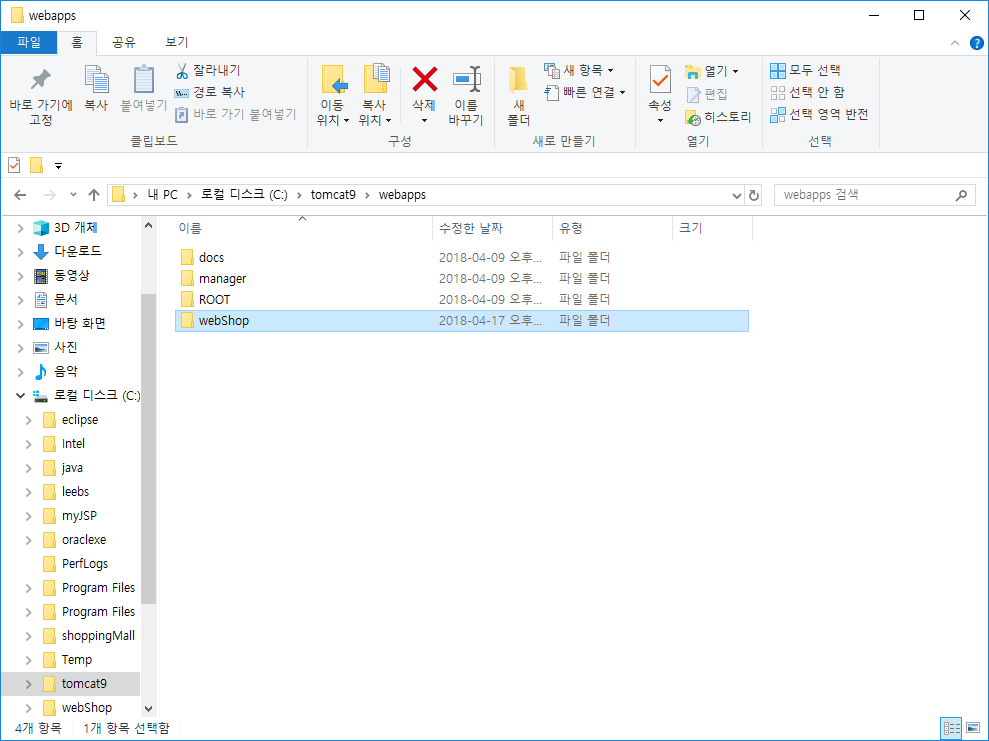 webapps
파일 홈 공유 보기
바로 가기에 고정
복사
붙여넣기
잘라내기
경로 복사
바로 가기 붙여넣기
클립보드
이동 위치
복사 위치
삭제
이름 바꾸기
구성
새 폴더
새 항목
빠른 연결
새로 만들기
속성
열기
편집
히스토리
열기
모두 선택
선택 안 함
선택 영역 반전
선택
내 PC > 로컬 디스크 (C:) > tomcat9 > webapps
webapps 검색
3D 개체
다운로드
동영상
문서
바탕 화면
사진
음악
로컬 디스크 (C:)
eclipse
Intel
java
leebs
myJSP
oraclexe
PerfLogs
Program Files
Program Files
shoppingMall
Temp
tomcat9
webShop
이름 수정한 날짜 유형 크기
docs 2018-04-09 오후... 파일 폴더
manager 2018-04-09 오후... 파일 폴더
ROOT 2018-04-09 오후... 파일 폴더
webShop 2018-04-17 오후... 파일 폴더
4개 항목 1개 항목 선택함